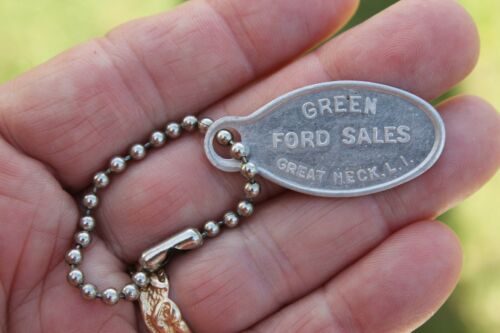 GREEN
FORD SALES
GREAT NECK. L. I.